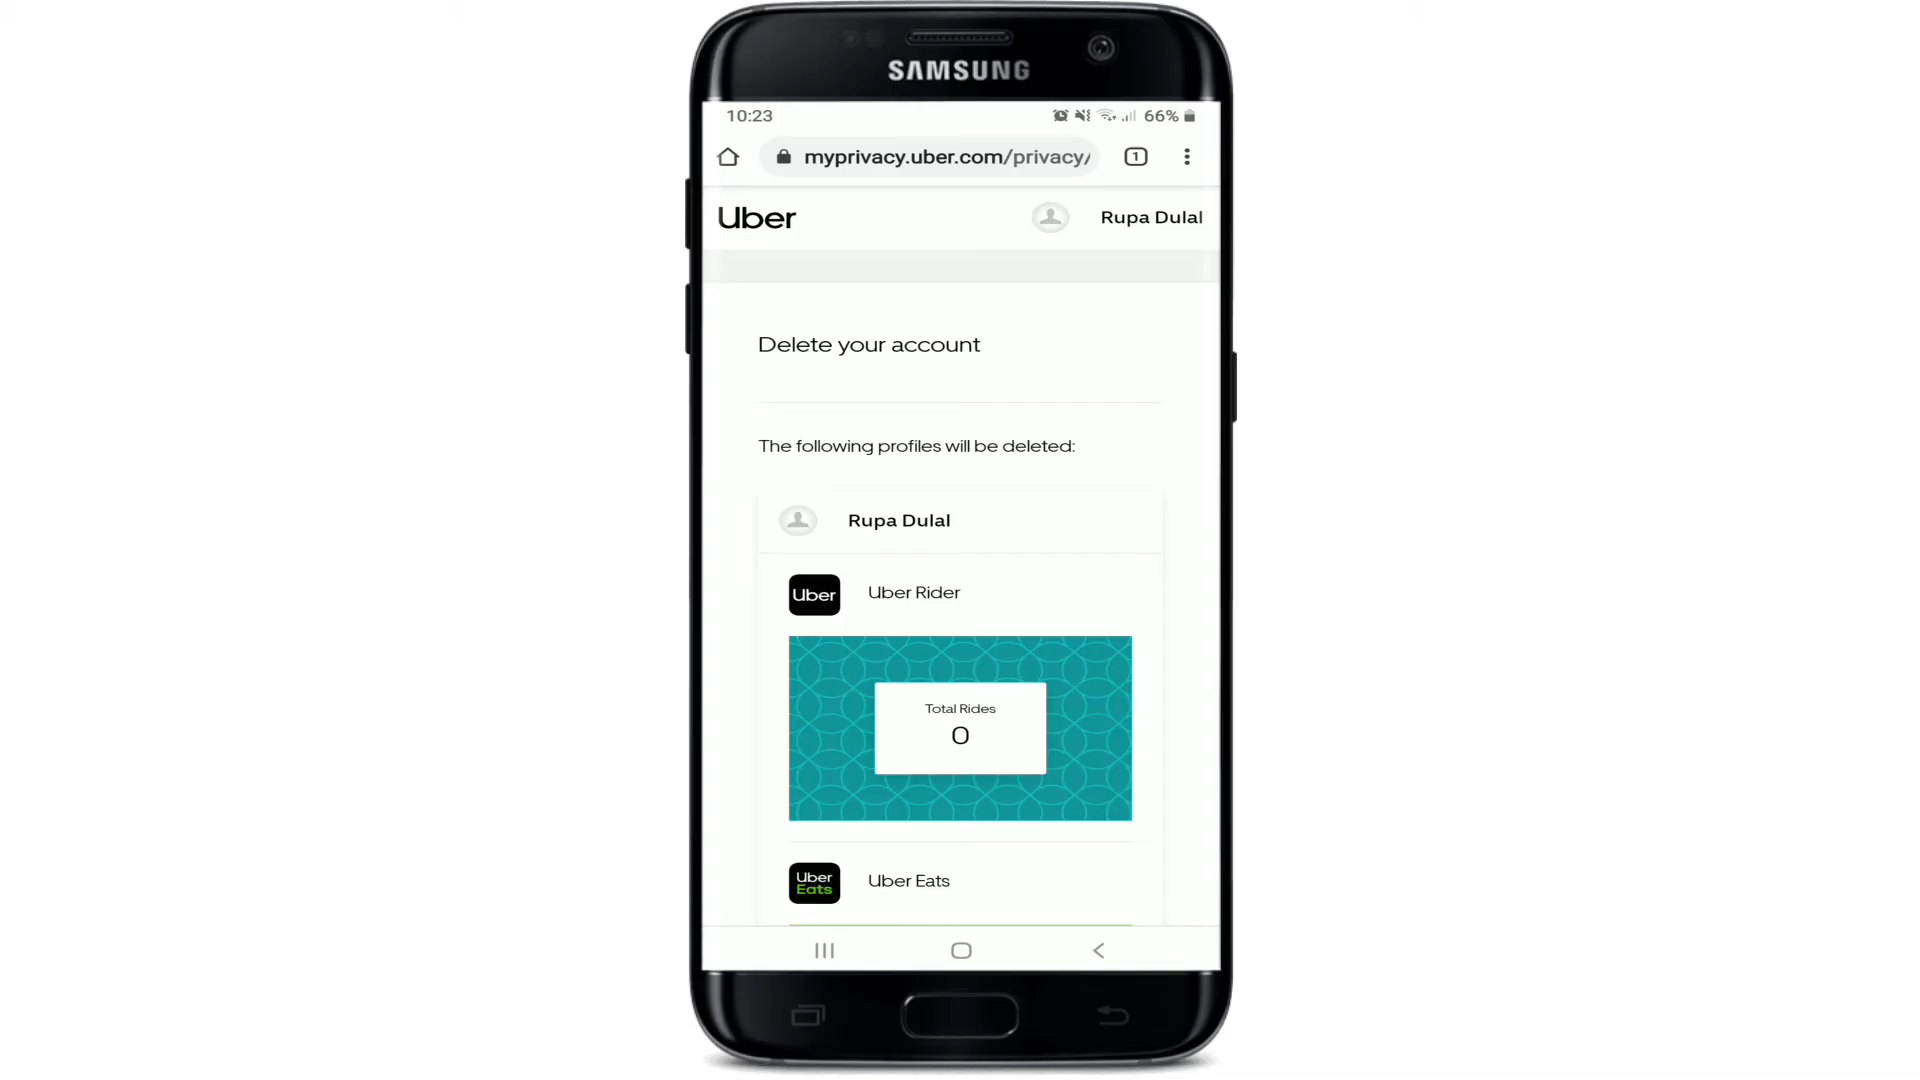 SAMSUNG
10:23 66%
myprivacy.uber.com/privacy/ 1
Uber Rupa Dulal
Delete your account
The following profiles will be deleted:
Rupa Dulal
Uber Uber Rider
Total Rides
0
Uber Eats Uber Eats